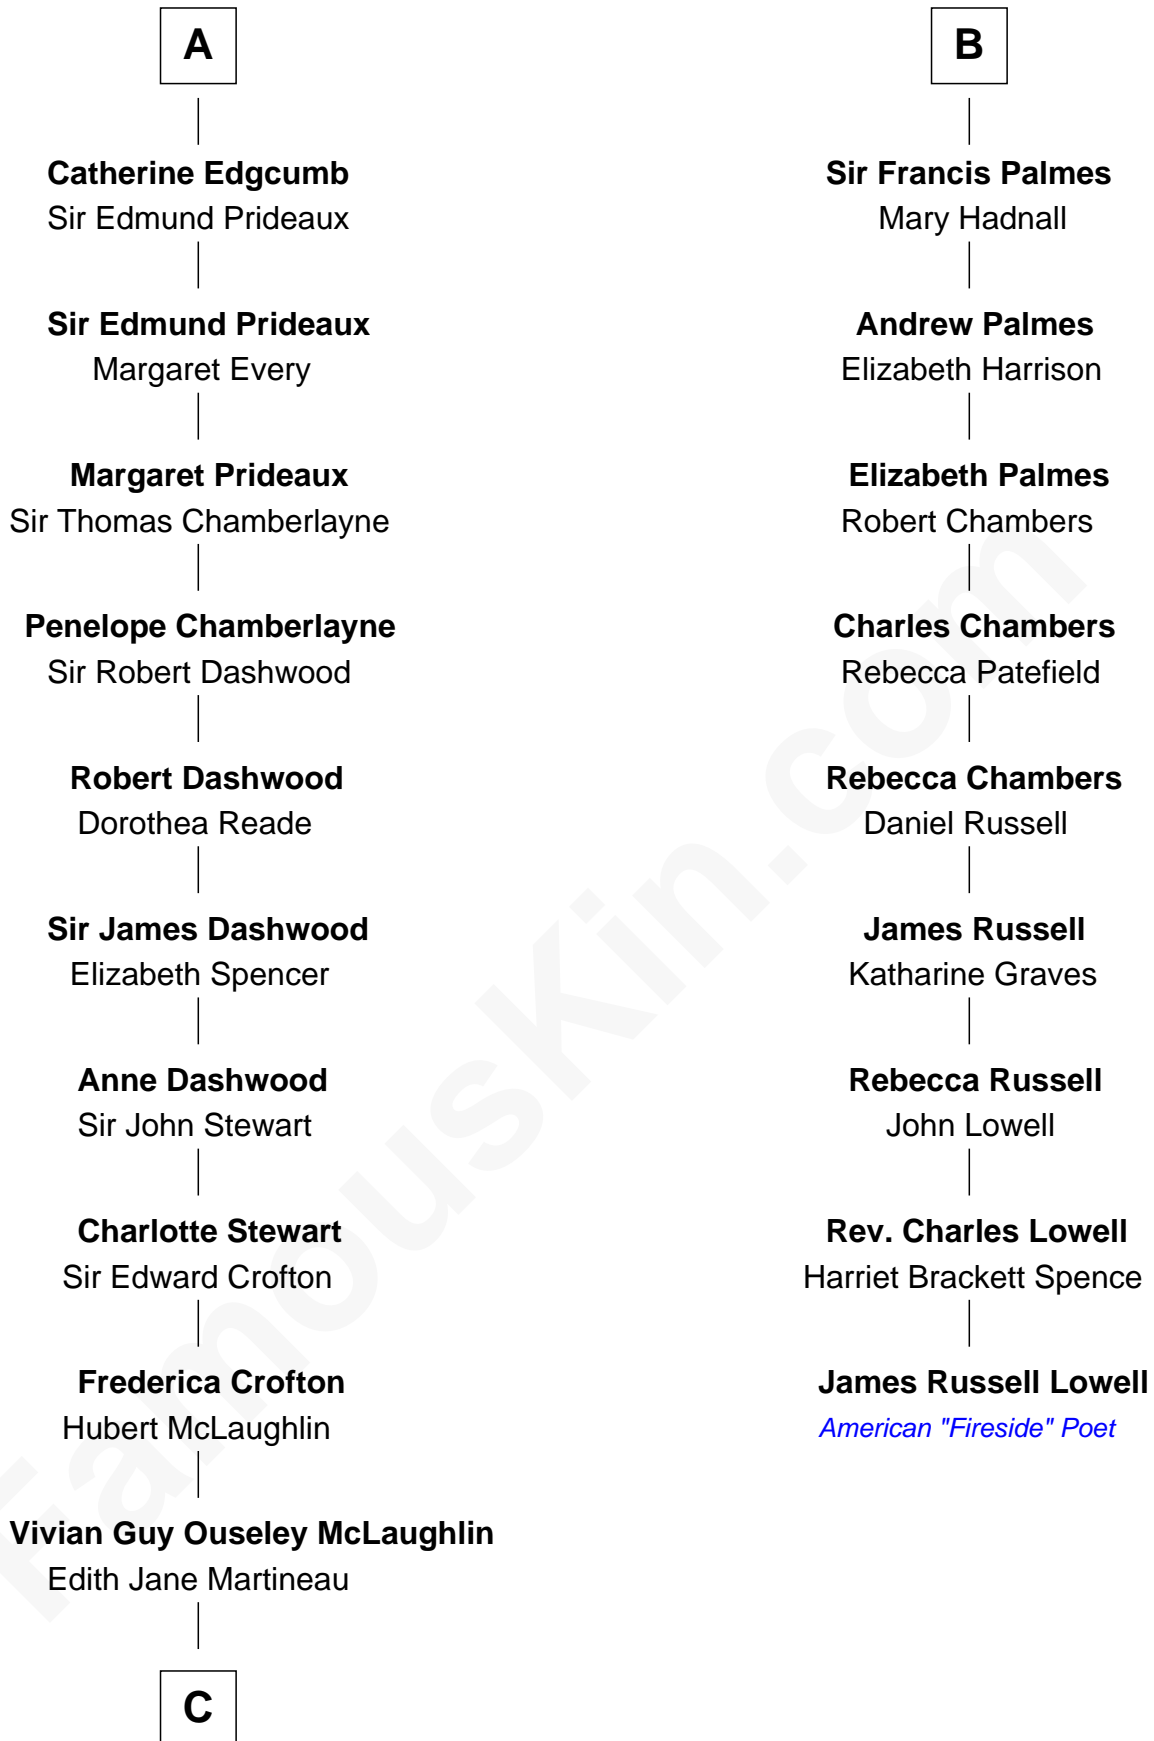 A
Catherine Edgcumb
Sir Edmund Prideaux
Sir Edmund Prideaux
Margaret Every
Margaret Prideaux
Sir Thomas Chamberlayne
Penelope Chamberlayne
Sir Robert Dashwood
Robert Dashwood
Dorothea Reade
Sir James Dashwood
Elizabeth Spencer
Anne Dashwood
Sir John Stewart
Charlotte Stewart
Sir Edward Crofton
Frederica Crofton
Hubert McLaughlin
Vivian Guy Ouseley McLaughlin
Edith Jane Martineau
C
B
Sir Francis Palmes
Mary Hadnall
Andrew Palmes
Elizabeth Harrison
Elizabeth Palmes
Robert Chambers
Charles Chambers
Rebecca Patefield
Rebecca Chambers
Daniel Russell
James Russell
Katharine Graves
Rebecca Russell
John Lowell
Rev. Charles Lowell
Harriet Brackett Spence
James Russell Lowell
American "Fireside" Poet
FamousKin.com